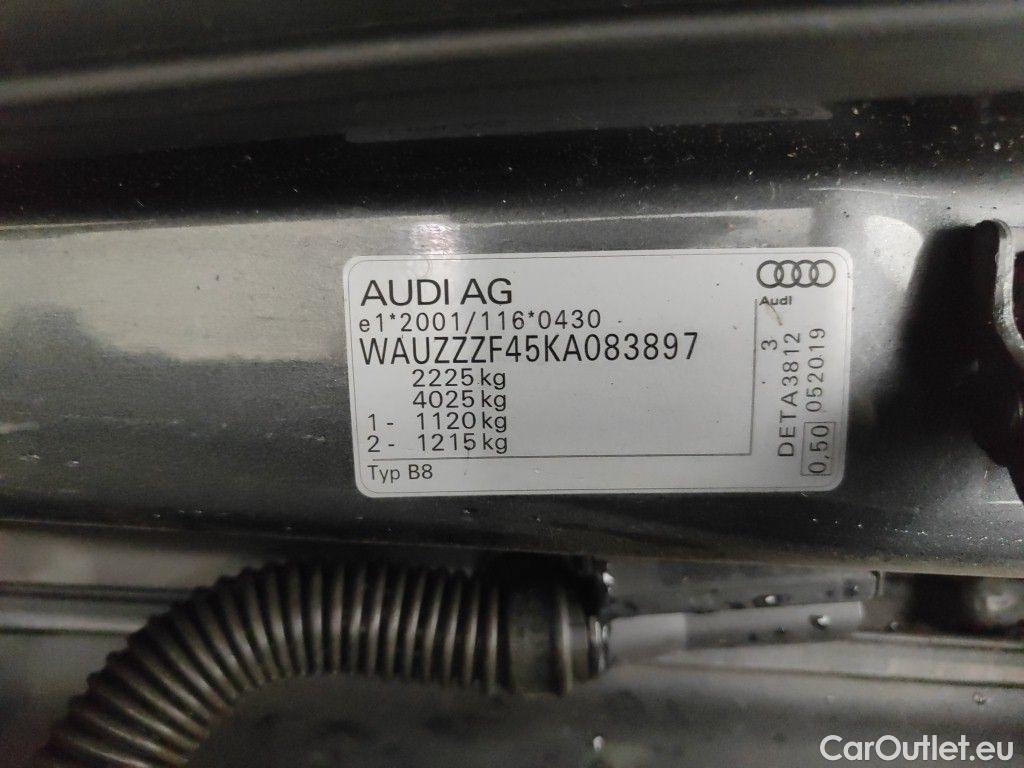 AUDI AG
e1*2001/116*0430
WAUZZZF45KA083897
2225 kg
4025 kg
1 - 1120 kg
2 - 1215 kg
Typ B8
Audi
3
DETA3812
0,50 052019
CarOutlet.eu